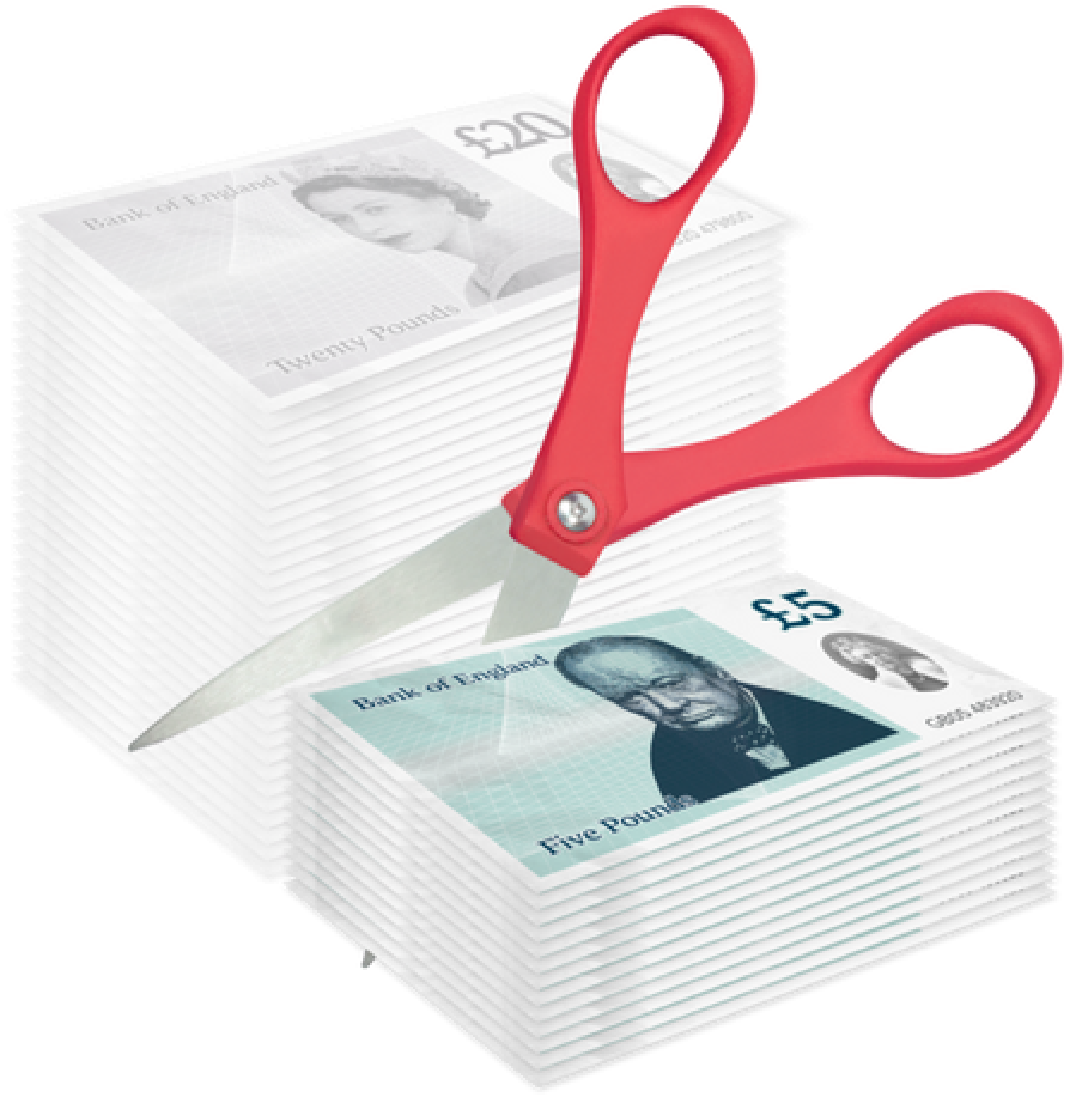 £20
Bank of England
Twenty Pounds
£5
Bank of England
Five Pounds